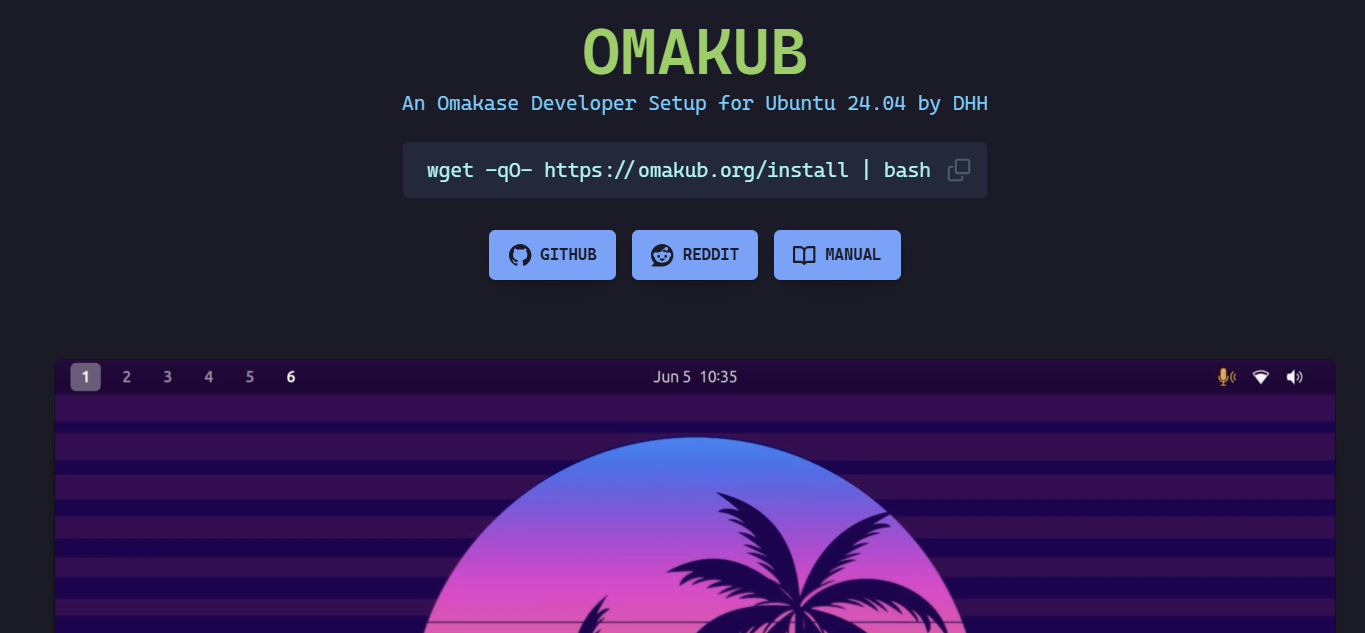 OMAKUB
An Omakase Developer Setup for Ubuntu 24.04 by DHH
wget -qO- https://omakub.org/install | bash
GITHUB REDDIT MANUAL
1 2 3 4 5 6 Jun 5 10:35